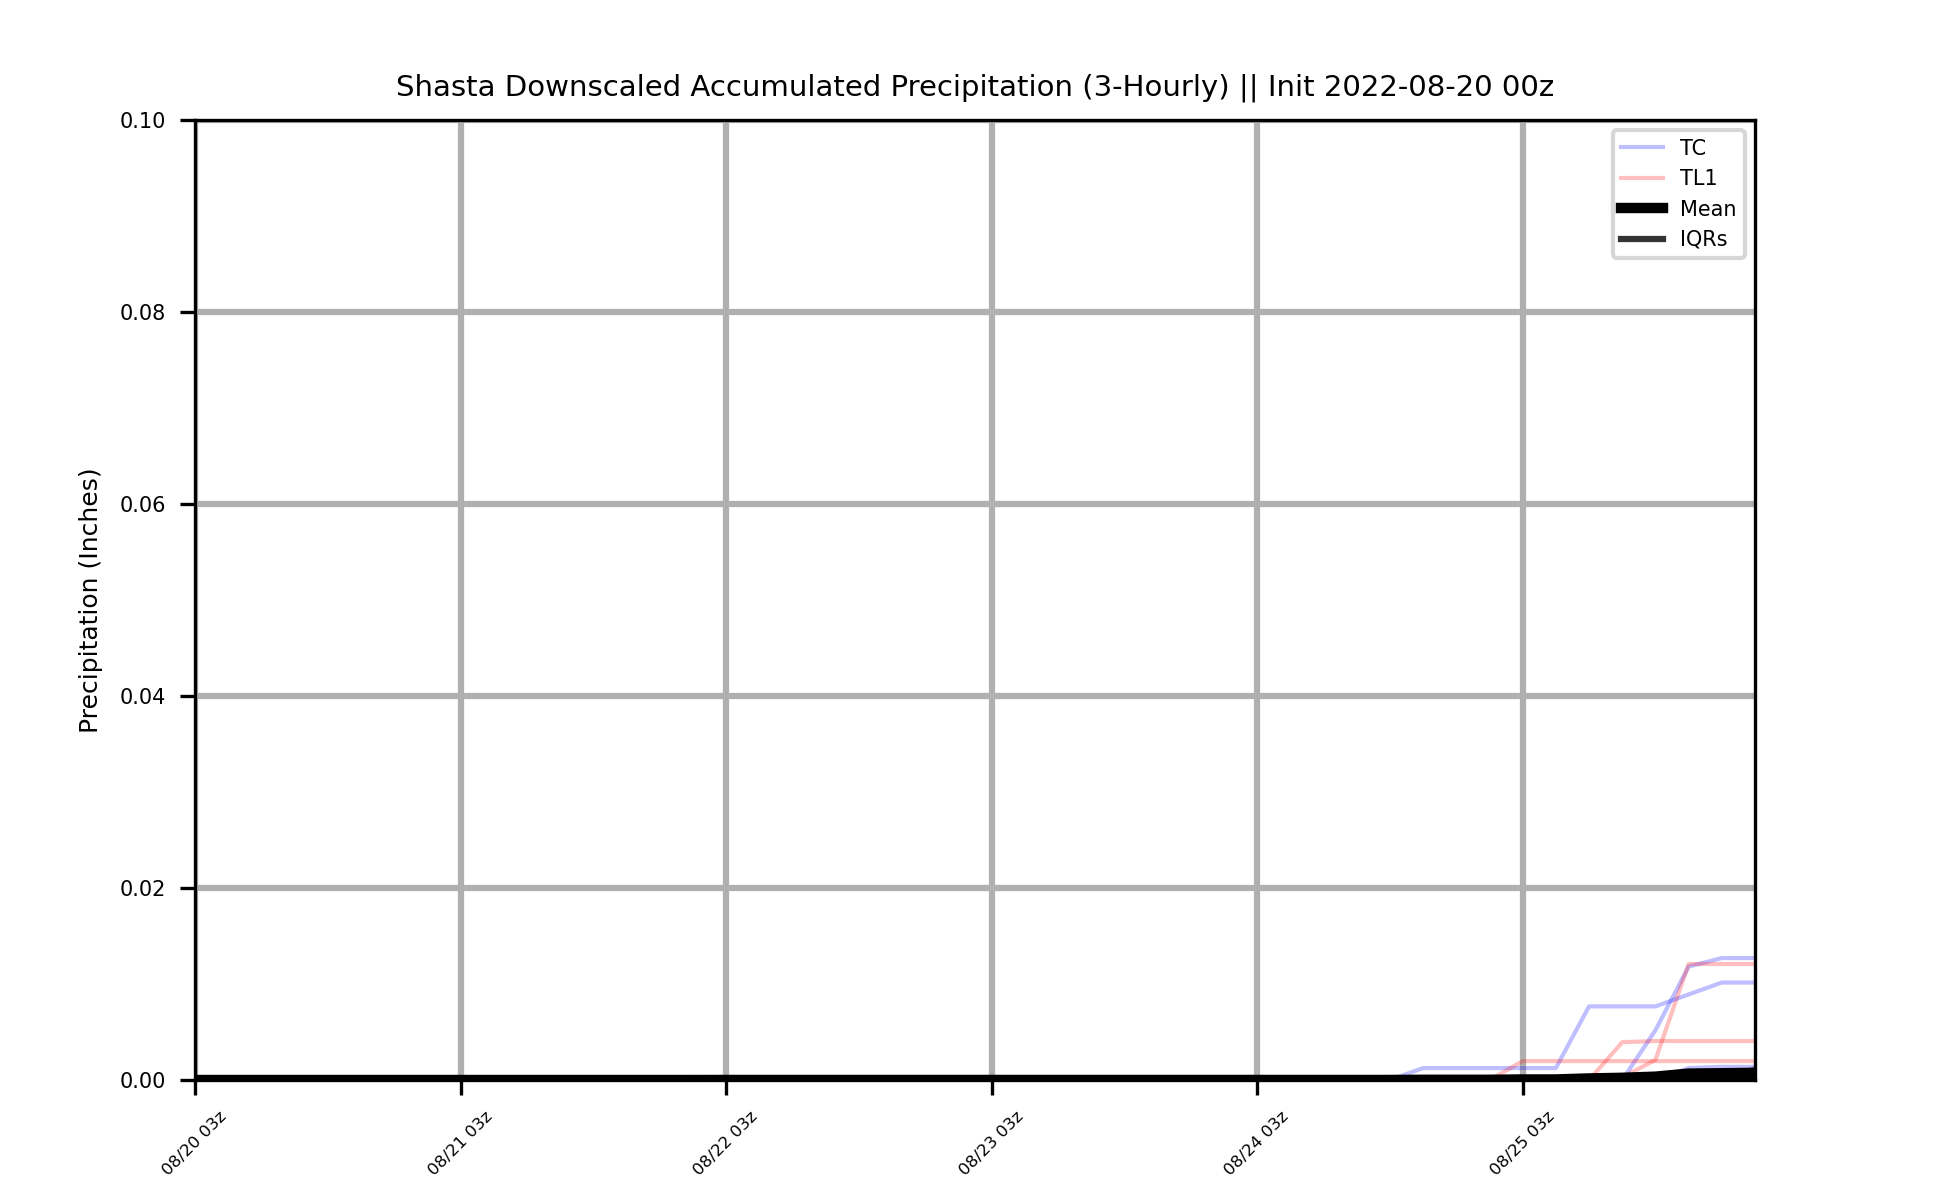 Shasta Downscaled Accumulated Precipitation (3-Hourly) || Init 2022-08-20 00z
0.10
0.08
0.06
0.04
0.02
0.00
Precipitation (Inches)
TC
TL1
Mean
IQRs
08/20 03z
08/21 03z
08/22 03z
08/23 03z
08/24 03z
08/25 03z